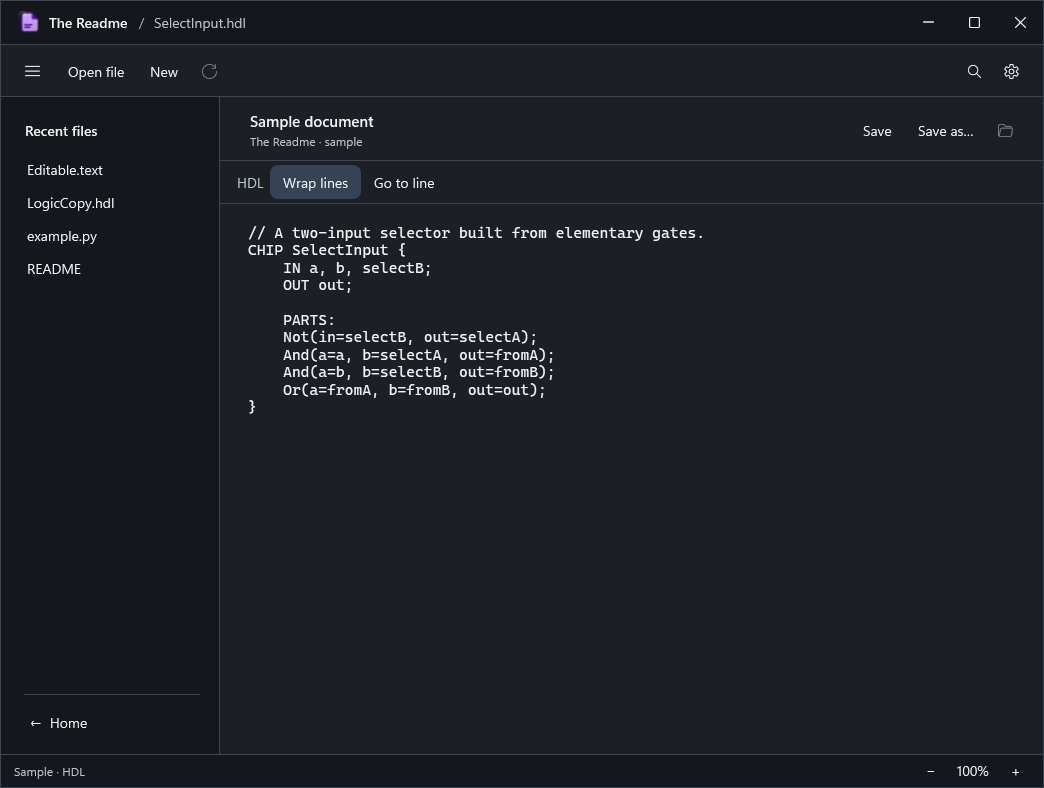 The Readme / SelectInput.hdl
Open file New
Recent files
Editable.text
LogicCopy.hdl
example.py
README
← Home
Sample document
The Readme · sample
Save Save as...
HDL Wrap lines Go to line
// A two-input selector built from elementary gates.
CHIP SelectInput {
    IN a, b, selectB;
    OUT out;

    PARTS:
    Not(in=selectB, out=selectA);
    And(a=a, b=selectA, out=fromA);
    And(a=b, b=selectB, out=fromB);
    Or(a=fromA, b=fromB, out=out);
}
Sample · HDL
− 100% +